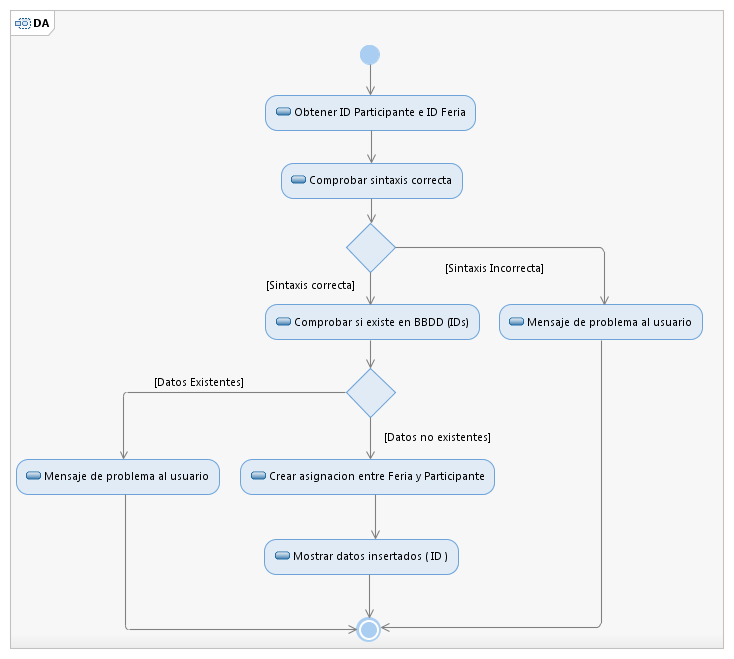 DA
Obtener ID Participante e ID Feria
Comprobar sintaxis correcta
[Sintaxis Incorrecta]
[Sintaxis correcta]
Comprobar si existe en BBDD (IDs)
Mensaje de problema al usuario
[Datos Existentes]
[Datos no existentes]
Mensaje de problema al usuario
Crear asignacion entre Feria y Participante
Mostrar datos insertados ( ID )